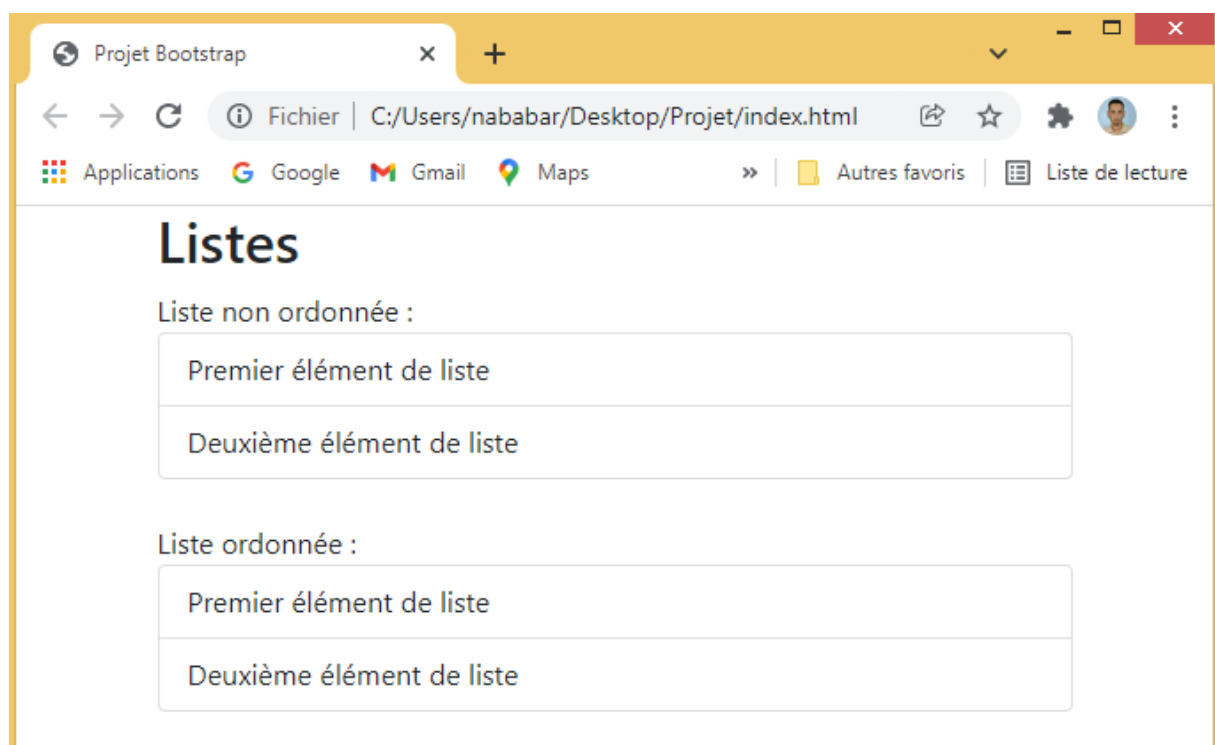 Projet Bootstrap
Fichier | C:/Users/nababar/Desktop/Projet/index.html
Applications Google Gmail Maps » Autres favoris Liste de lecture
Listes
Liste non ordonnée :
Premier élément de liste
Deuxième élément de liste
Liste ordonnée :
Premier élément de liste
Deuxième élément de liste